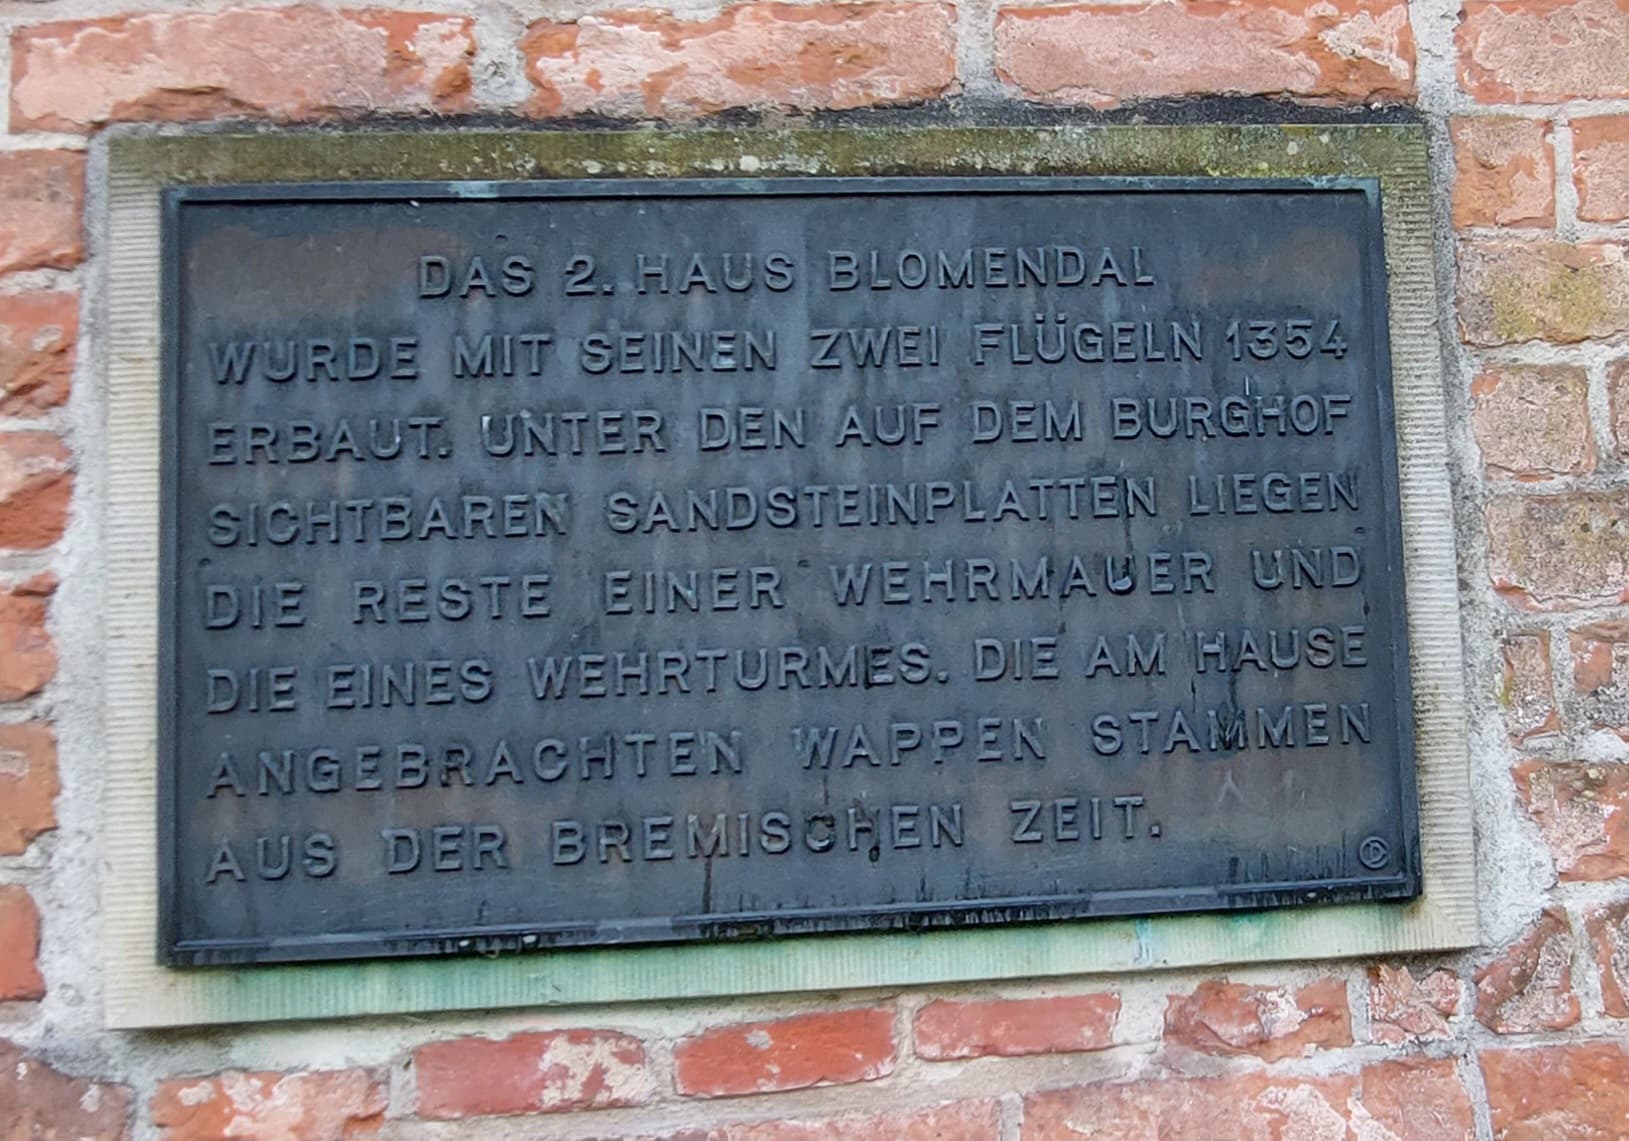 DAS 2. HAUS BLOMENDAL
WURDE MIT SEINEN ZWEI FLÜGELN 1354
ERBAUT. UNTER DEN AUF DEM BURGHOF
SICHTBAREN SANDSTEINPLATTEN LIEGEN
DIE RESTE EINER WEHRMAUER UND
DIE EINES WEHRTURMES. DIE AM HAUSE
ANGEBRACHTEN WAPPEN STAMMEN
AUS DER BREMISCHEN ZEIT.